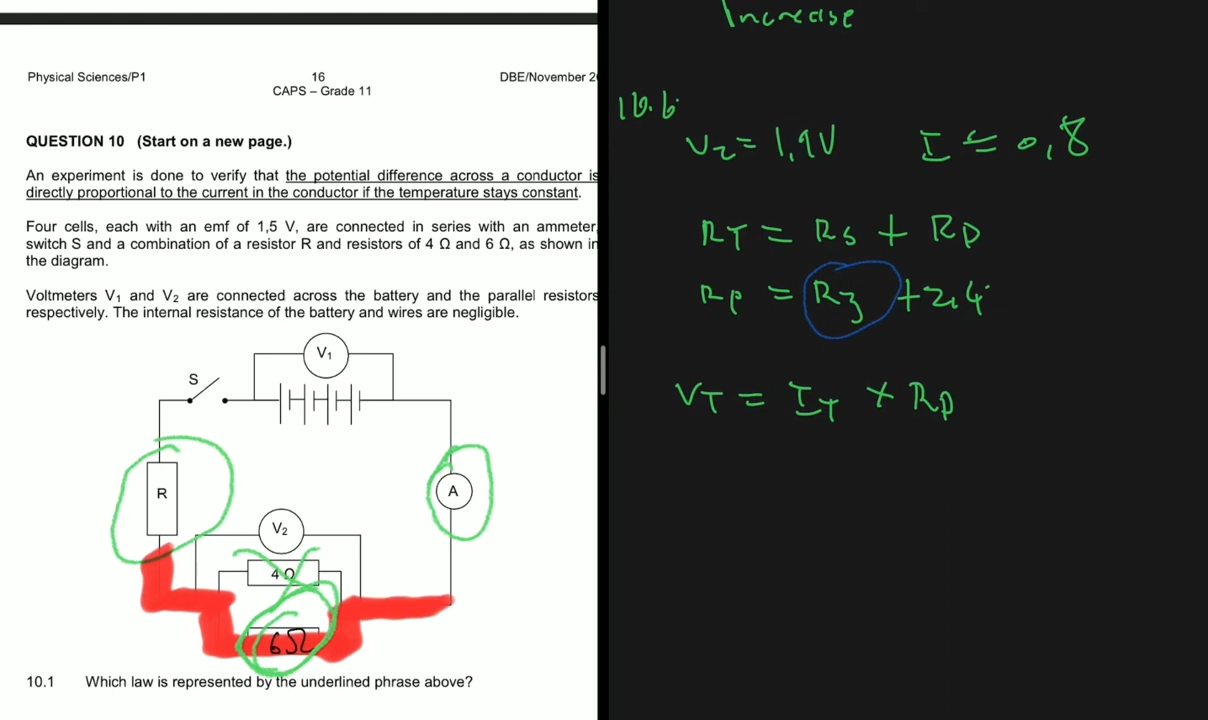 Physical Sciences/P1 16 DBE/November 2
CAPS – Grade 11
QUESTION 10 (Start on a new page.)
An experiment is done to verify that the potential difference across a conductor is
directly proportional to the current in the conductor if the temperature stays constant.
Four cells, each with an emf of 1,5 V, are connected in series with an ammeter,
switch S and a combination of a resistor R and resistors of 4 Ω and 6 Ω, as shown in
the diagram.
Voltmeters V₁ and V₂ are connected across the battery and the parallel resistors
respectively. The internal resistance of the battery and wires are negligible.
V₁
S
R
A
V₂
4 Ω
6Ω
10.1 Which law is represented by the underlined phrase above?
Increase
10.6
V2 = 1,9V I = 0,8
RT = Rs + Rp
Rp = R3 + 2,4
VT = IT × Rp